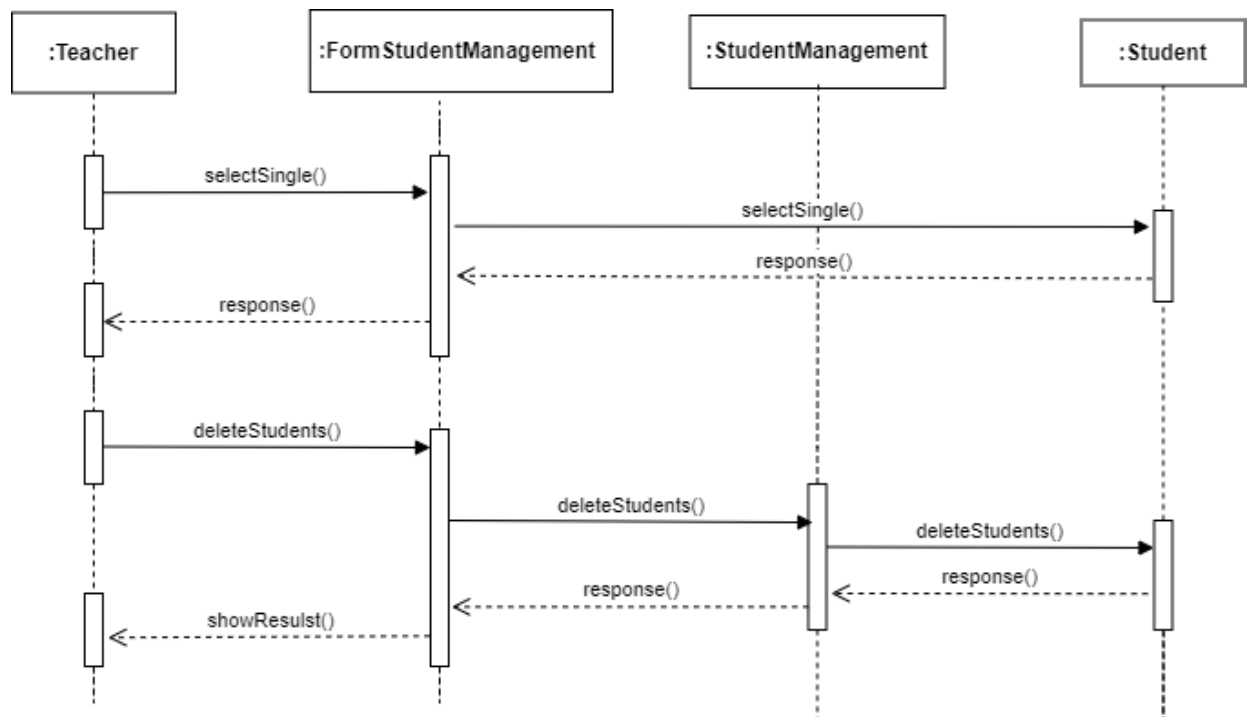 :Teacher
:FormStudentManagement
:StudentManagement
:Student
selectSingle()
selectSingle()
response()
response()
deleteStudents()
deleteStudents()
deleteStudents()
response()
response()
showResulst()